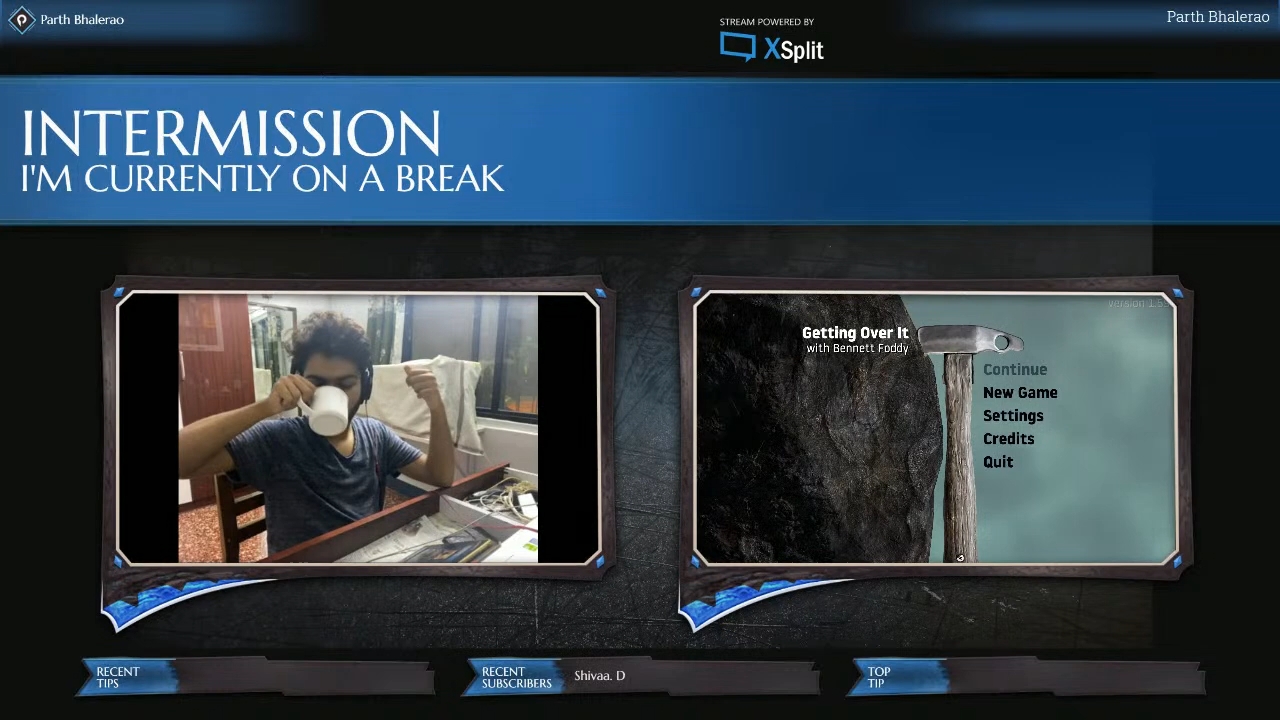 Parth Bhalerao
STREAM POWERED BY
XSplit
Parth Bhalerao
INTERMISSION
I'M CURRENTLY ON A BREAK
Getting Over It
with Bennett Foddy
Continue
New Game
Settings
Credits
Quit
RECENT
TIPS
RECENT
SUBSCRIBERS
Shivaa. D
TOP
TIP